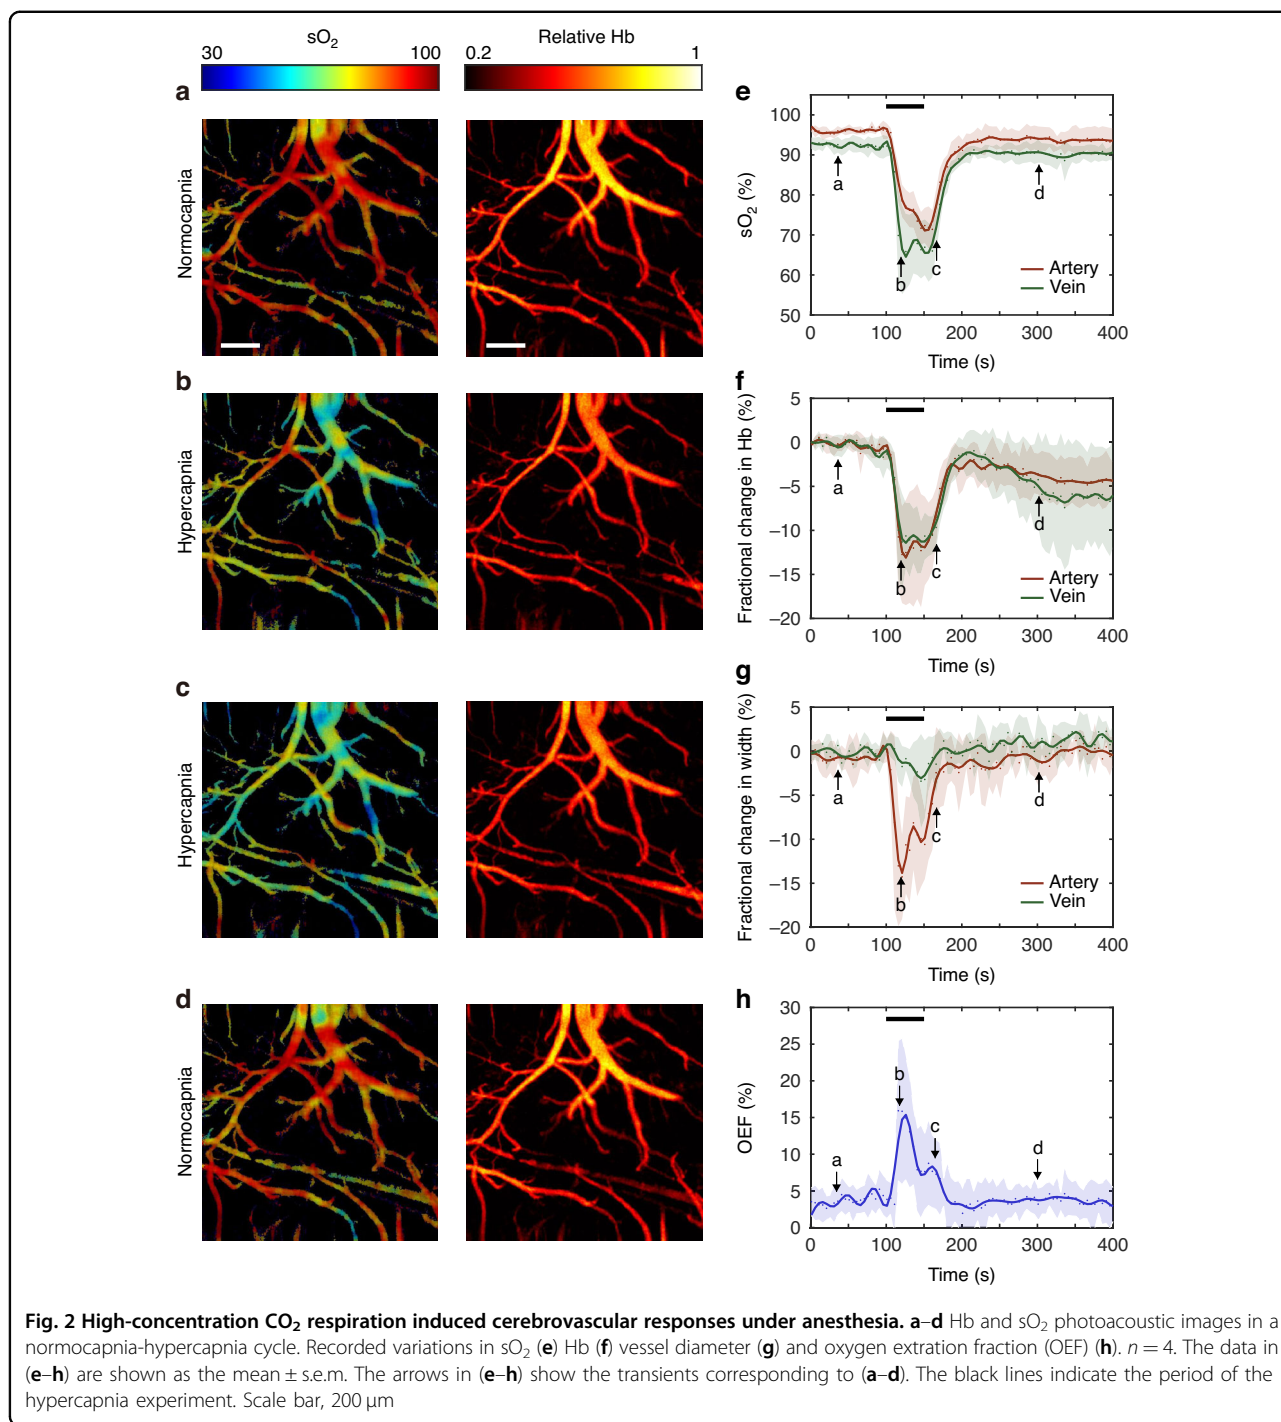 sO2
30 100
Relative Hb
0.2 1
a
Normocapnia
b
Hypercapnia
c
Hypercapnia
d
Normocapnia
e
sO2 (%)
100
90
80
70
60
50
a
b
c
d
Artery
Vein
0 100 200 300 400
Time (s)
f
Fractional change in Hb (%)
5
0
−5
−10
−15
−20
a
b
c
d
Artery
Vein
0 100 200 300 400
Time (s)
g
Fractional change in width (%)
5
0
−5
−10
−15
−20
a
b
c
d
Artery
Vein
0 100 200 300 400
Time (s)
h
OEF (%)
30
25
20
15
10
5
0
a
b
c
d
0 100 200 300 400
Time (s)
Fig. 2 High-concentration CO2 respiration induced cerebrovascular responses under anesthesia. a–d Hb and sO2 photoacoustic images in a
normocapnia-hypercapnia cycle. Recorded variations in sO2 (e) Hb (f) vessel diameter (g) and oxygen extration fraction (OEF) (h). n = 4. The data in
(e–h) are shown as the mean ± s.e.m. The arrows in (e–h) show the transients corresponding to (a–d). The black lines indicate the period of the
hypercapnia experiment. Scale bar, 200 μm